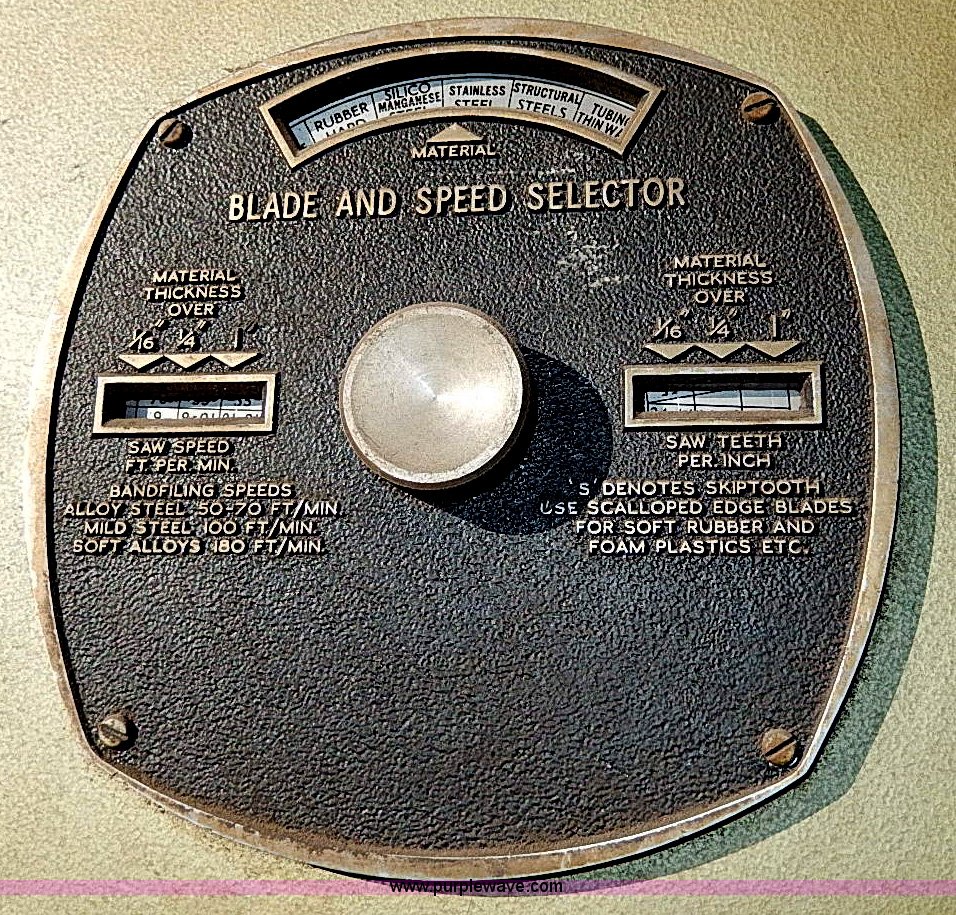 RUBBER HARD
SILICO MANGANESE STEEL
STAINLESS STEEL
STRUCTURAL STEELS
TUBING
MATERIAL
BLADE AND SPEED SELECTOR
MATERIAL
THICKNESS
OVER
1/16" 1/4" 1"
SAW SPEED
FT. PER MIN.
BANDFILING SPEEDS
ALLOY STEEL 50-70 FT/MIN.
MILD STEEL 100 FT/MIN.
SOFT ALLOYS 180 FT/MIN.
MATERIAL
THICKNESS
OVER
1/16" 1/4" 1"
SAW TEETH
PER INCH
'S' DENOTES SKIPTOOTH
USE SCALLOPED EDGE BLADES
FOR SOFT RUBBER AND
FOAM PLASTICS ETC.
www.purplewave.com